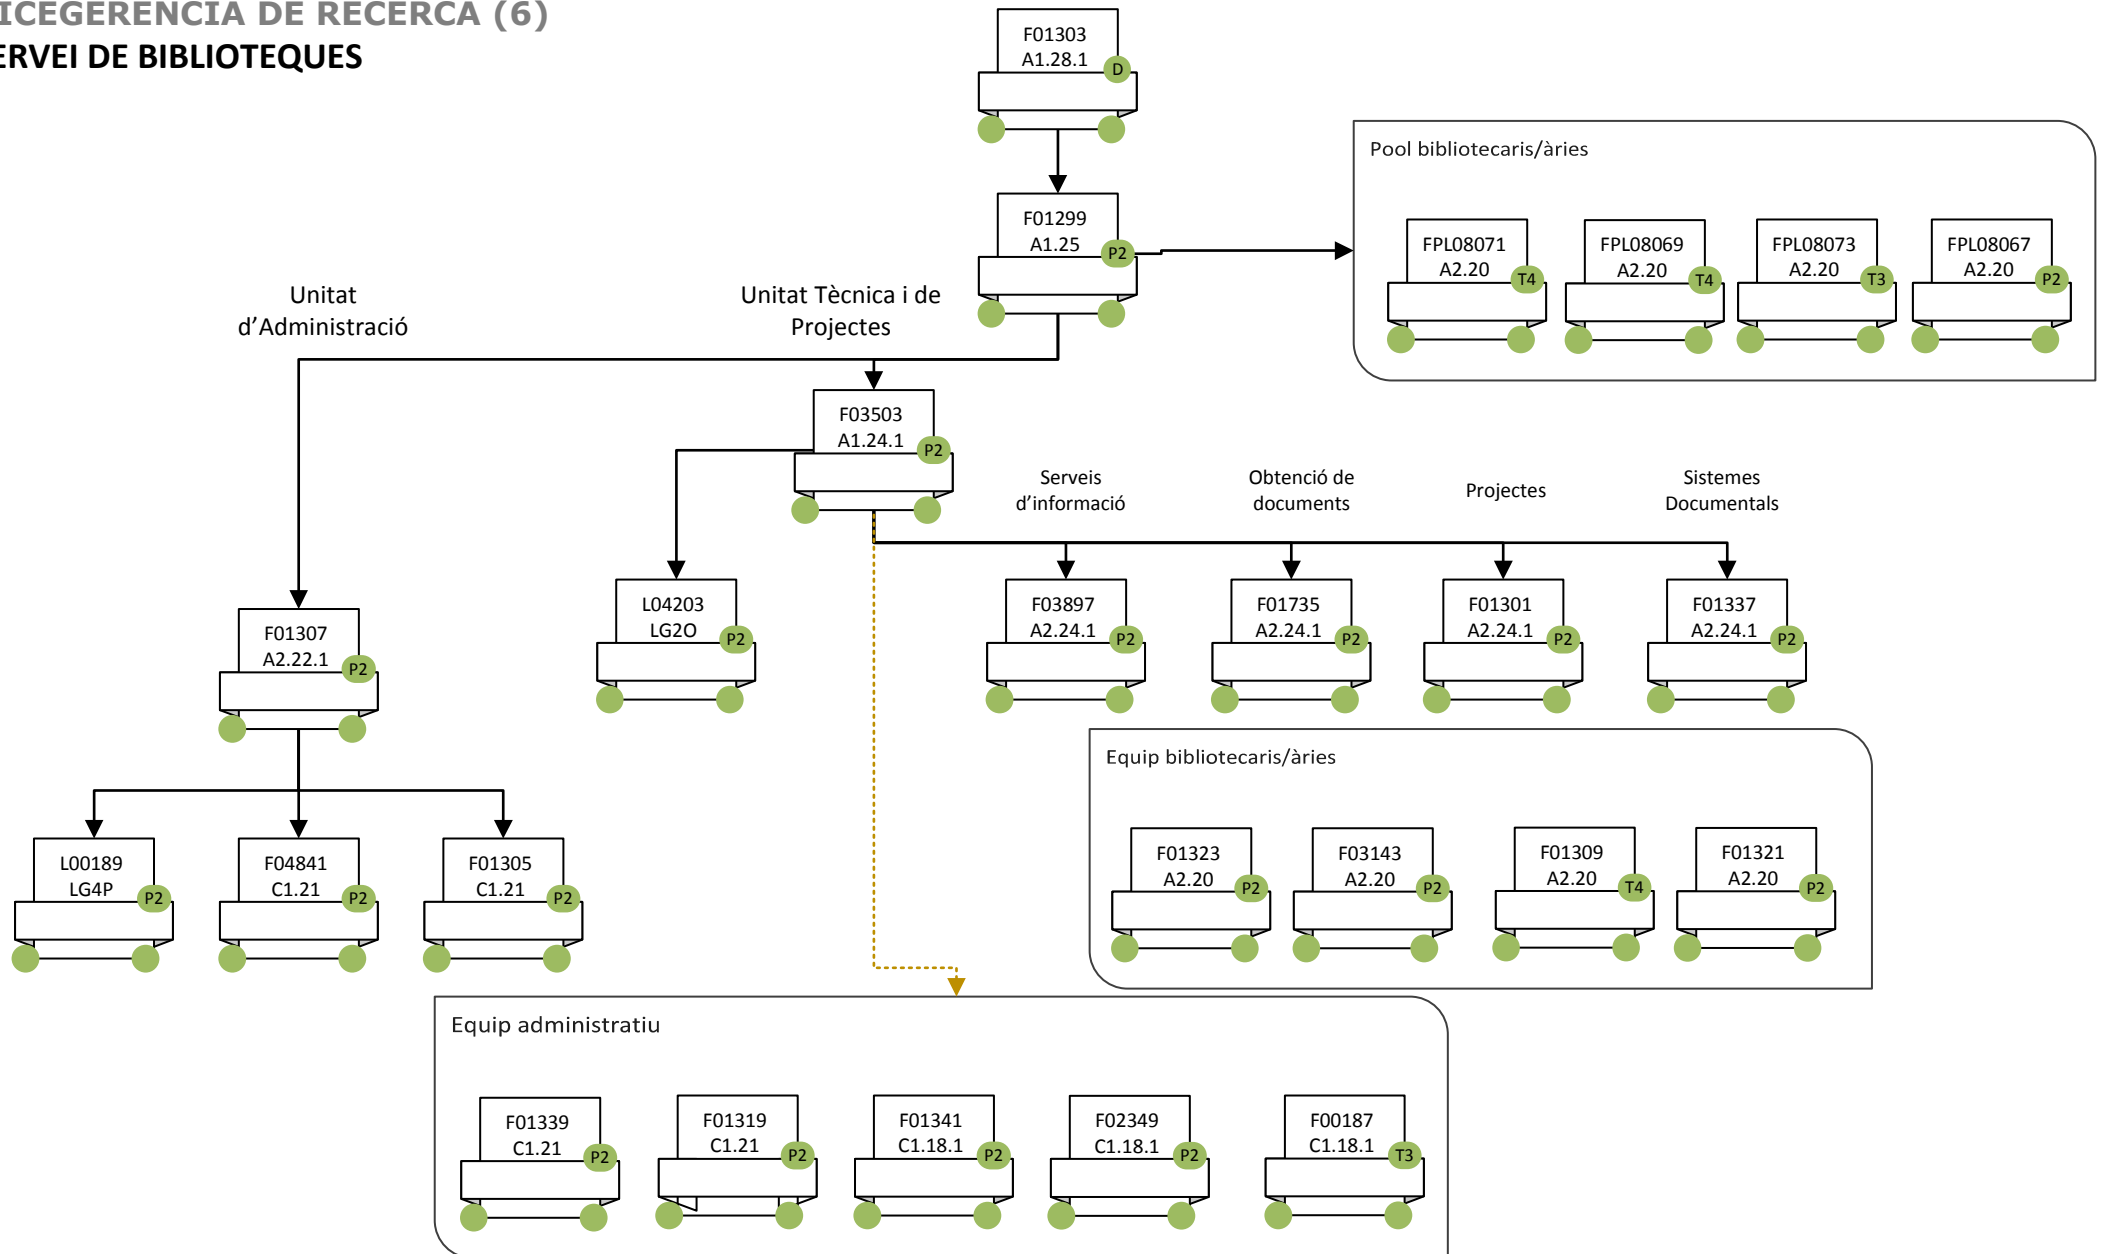 ICEGERENCIA DE RECERCA (6)
ERVEI DE BIBLIOTEQUES
F01303
A1.28.1
D
F01299
A1.25
P2
Pool bibliotecaris/àries
FPL08071
A2.20
T4
FPL08069
A2.20
T4
FPL08073
A2.20
T3
FPL08067
A2.20
P2
Unitat
d’Administració
Unitat Tècnica i de
Projectes
F03503
A1.24.1
P2
Serveis
d’informació
Obtenció de
documents
Projectes
Sistemes
Documentals
F01307
A2.22.1
P2
L04203
LG2O
P2
F03897
A2.24.1
P2
F01735
A2.24.1
P2
F01301
A2.24.1
P2
F01337
A2.24.1
P2
Equip bibliotecaris/àries
F01323
A2.20
P2
F03143
A2.20
P2
F01309
A2.20
T4
F01321
A2.20
P2
L00189
LG4P
P2
F04841
C1.21
P2
F01305
C1.21
P2
Equip administratiu
F01339
C1.21
P2
F01319
C1.21
P2
F01341
C1.18.1
P2
F02349
C1.18.1
P2
F00187
C1.18.1
T3